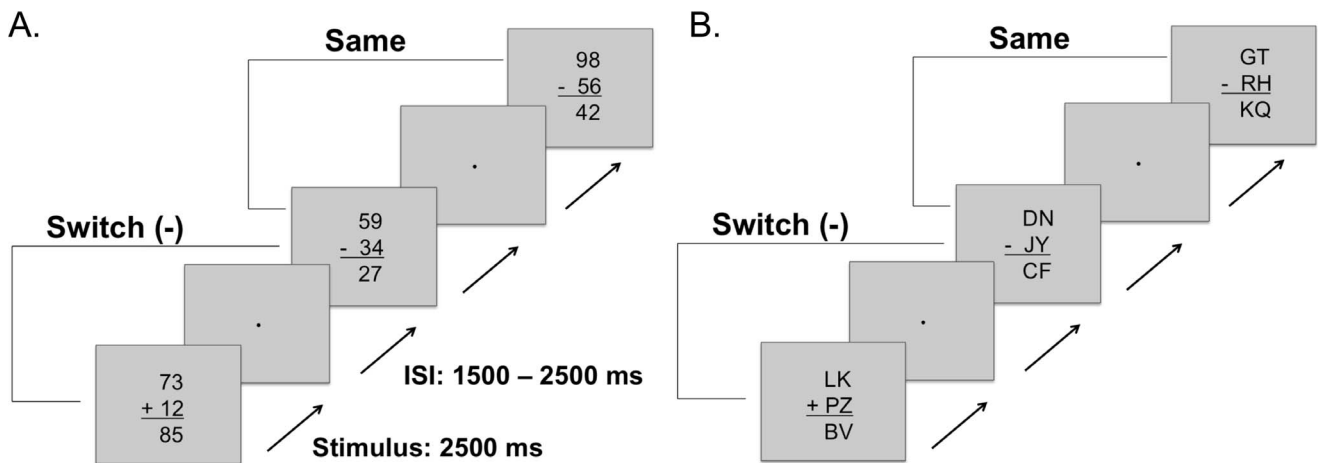 A.
Same
98
- 56
42
Switch (-)
59
- 34
27
73
+ 12
85
ISI: 1500 – 2500 ms
Stimulus: 2500 ms
B.
Same
GT
- RH
KQ
Switch (-)
DN
- JY
CF
LK
+ PZ
BV